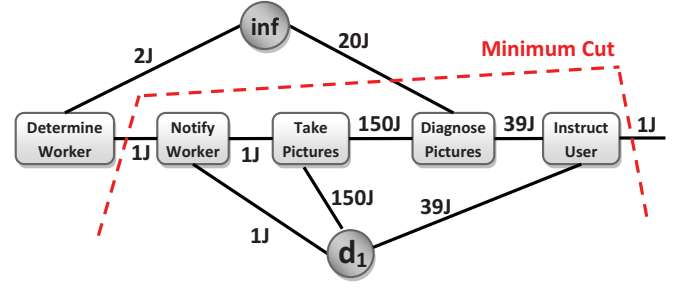 inf
2J
20J
Minimum Cut
Determine
Worker
1J
Notify
Worker
1J
Take
Pictures
150J
Diagnose
Pictures
39J
Instruct
User
1J
1J
150J
39J
d₁